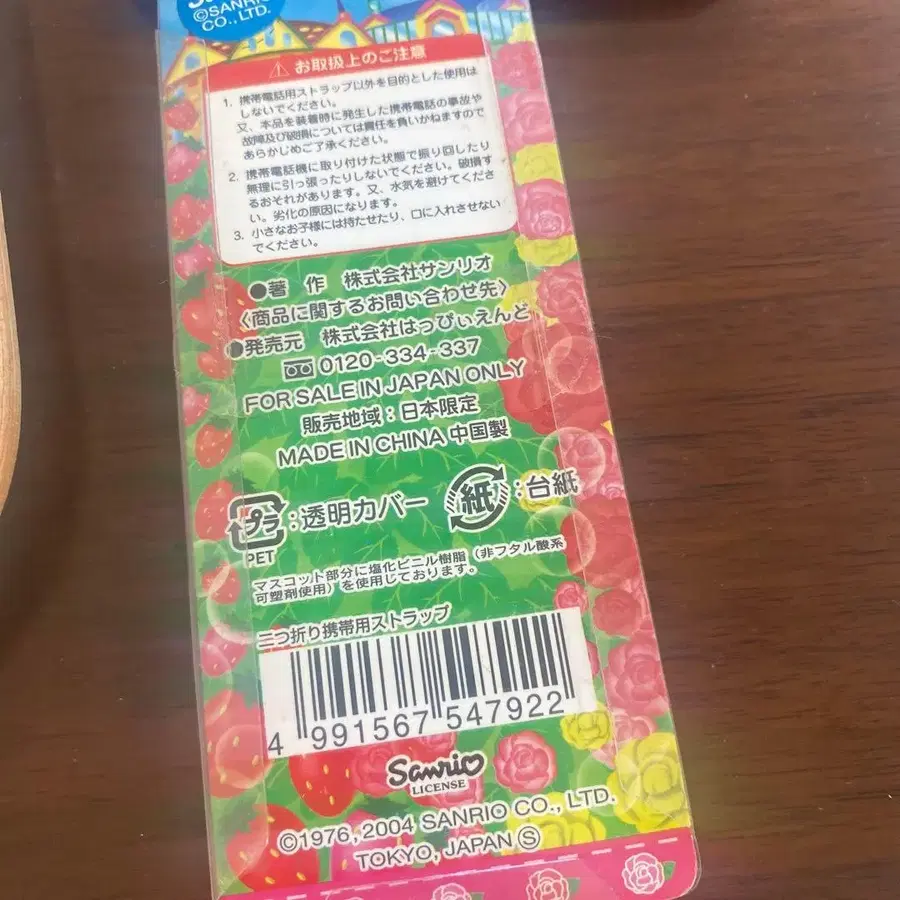 ©SANRIO
CO., LTD.
⚠ お取扱上のご注意
1. 携帯電話用ストラップ以外を目的とした使用は
しないでください。
又、本品を装着時に発生した携帯電話の事故や
故障及び破損については責任を負いかねますので
あらかじめご了承ください。
2. 携帯電話機に取り付けた状態で振り回したり
無理に引っ張ったりしないでください。破損す
るおそれがあります。又、水気を避けてくださ
い。劣化の原因になります。
3. 小さなお子様には持たせたり、口に入れさせない
でください。
●著 作 株式会社サンリオ
〈商品に関するお問い合わせ先〉
●発売元 株式会社はっぴぃえんど
0120-334-337
FOR SALE IN JAPAN ONLY
販売地域：日本限定
MADE IN CHINA 中国製
プラ：透明カバー 紙：台紙
PET
マスコット部分に塩化ビニル樹脂（非フタル酸系
可塑剤使用）を使用しております。
二つ折り携帯用ストラップ
4 991567 547922
Sanrio
LICENSE
©1976, 2004 SANRIO CO., LTD.
TOKYO, JAPAN Ⓢ